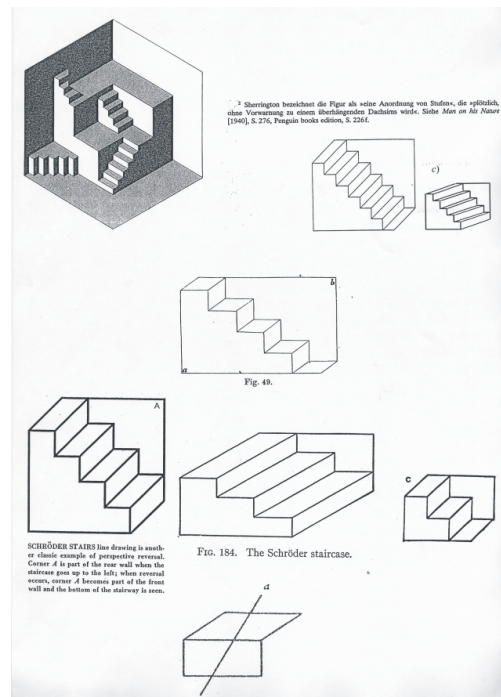 ² Sherrington bezeichnet die Figur als »eine Anordnung von Stufen«, die »plötzlich,
ohne Vorwarnung zu einem überhängenden Dachsims wird«. Siehe Man on his Nature
[1940], S. 276, Penguin books edition, S. 226f.
c)
b
a
Fig. 49.
A
C
SCHRÖDER STAIRS line drawing is anoth-
er classic example of perspective reversal.
Corner A is part of the rear wall when the
staircase goes up to the left; when reversal
occurs, corner A becomes part of the front
wall and the bottom of the stairway is seen.
FIG. 184. The Schröder staircase.
a